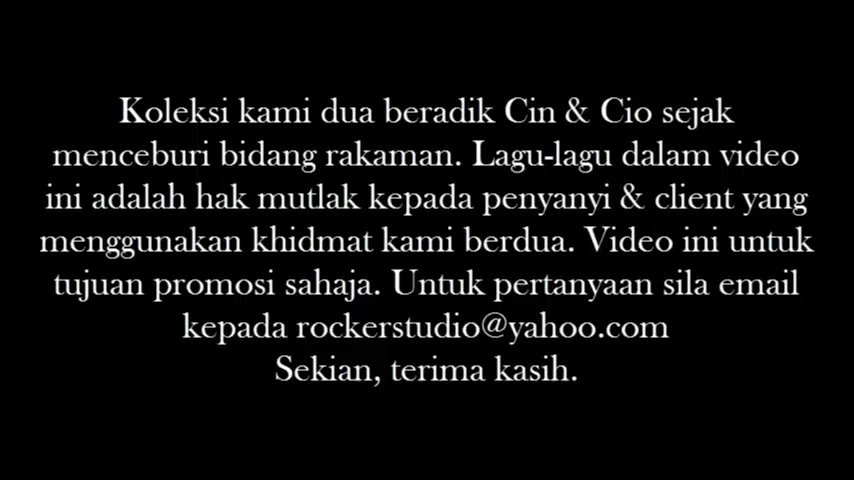 Koleksi kami dua beradik Cin & Cio sejak
menceburi bidang rakaman. Lagu-lagu dalam video
ini adalah hak mutlak kepada penyanyi & client yang
menggunakan khidmat kami berdua. Video ini untuk
tujuan promosi sahaja. Untuk pertanyaan sila email
kepada rockerstudio@yahoo.com
Sekian, terima kasih.